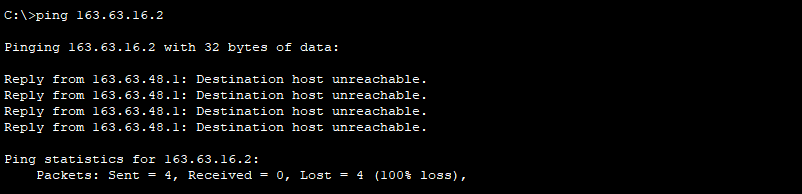 C:\>ping 163.63.16.2
Pinging 163.63.16.2 with 32 bytes of data:
Reply from 163.63.48.1: Destination host unreachable.
Reply from 163.63.48.1: Destination host unreachable.
Reply from 163.63.48.1: Destination host unreachable.
Reply from 163.63.48.1: Destination host unreachable.
Ping statistics for 163.63.16.2:
    Packets: Sent = 4, Received = 0, Lost = 4 (100% loss),